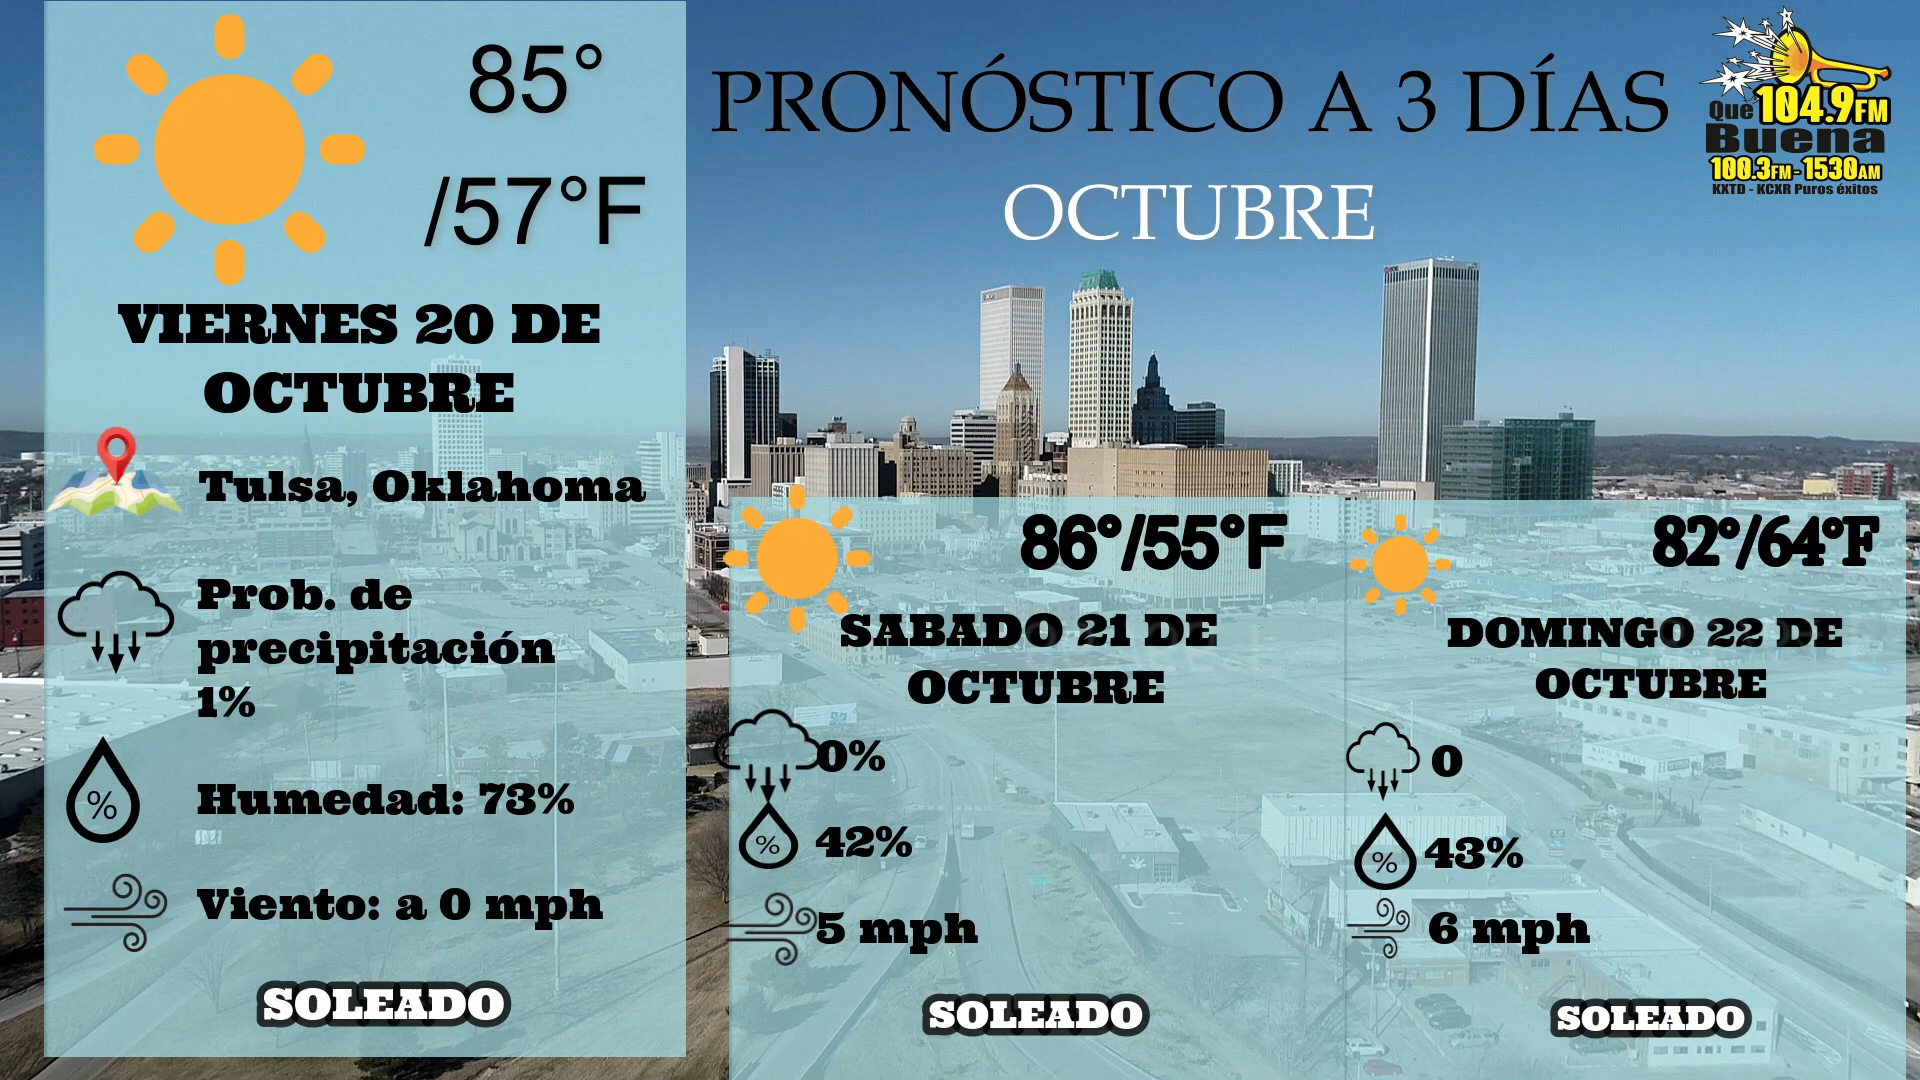 85°
/57°F
VIERNES 20 DE
OCTUBRE
Tulsa, Oklahoma
Prob. de
precipitación
1%
%
Humedad: 73%
Viento: a 0 mph
SOLEADO
PRONÓSTICO A 3 DÍAS
OCTUBRE
Què 104.9FM
Buena
100.3FM-1530AM
KXTD - KCXR Puros éxitos
86°/55°F
SABADO 21 DE
OCTUBRE
0%
%
42%
5 mph
SOLEADO
82°/64°F
DOMINGO 22 DE
OCTUBRE
0
%
43%
6 mph
SOLEADO